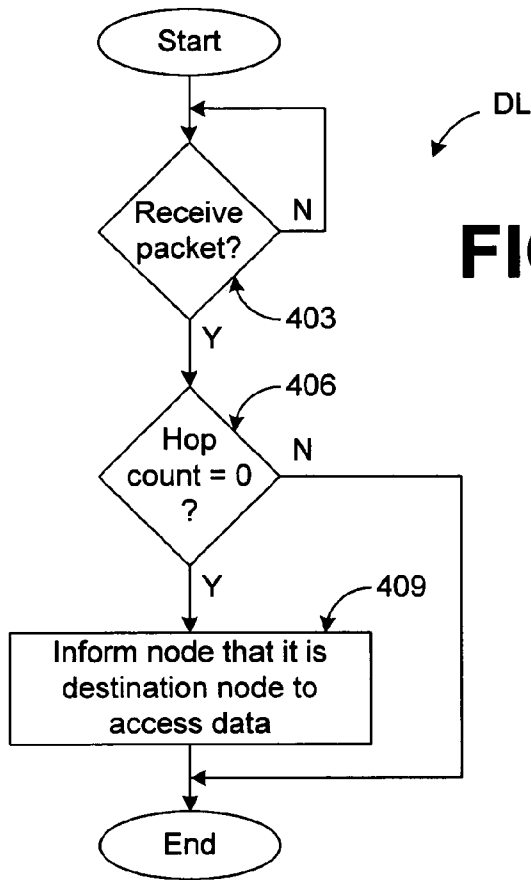 Start
DL
Receive
packet?
N
FI
403
Y
406
Hop
count = 0
?
N
Y
409
Inform node that it is
destination node to
access data
End